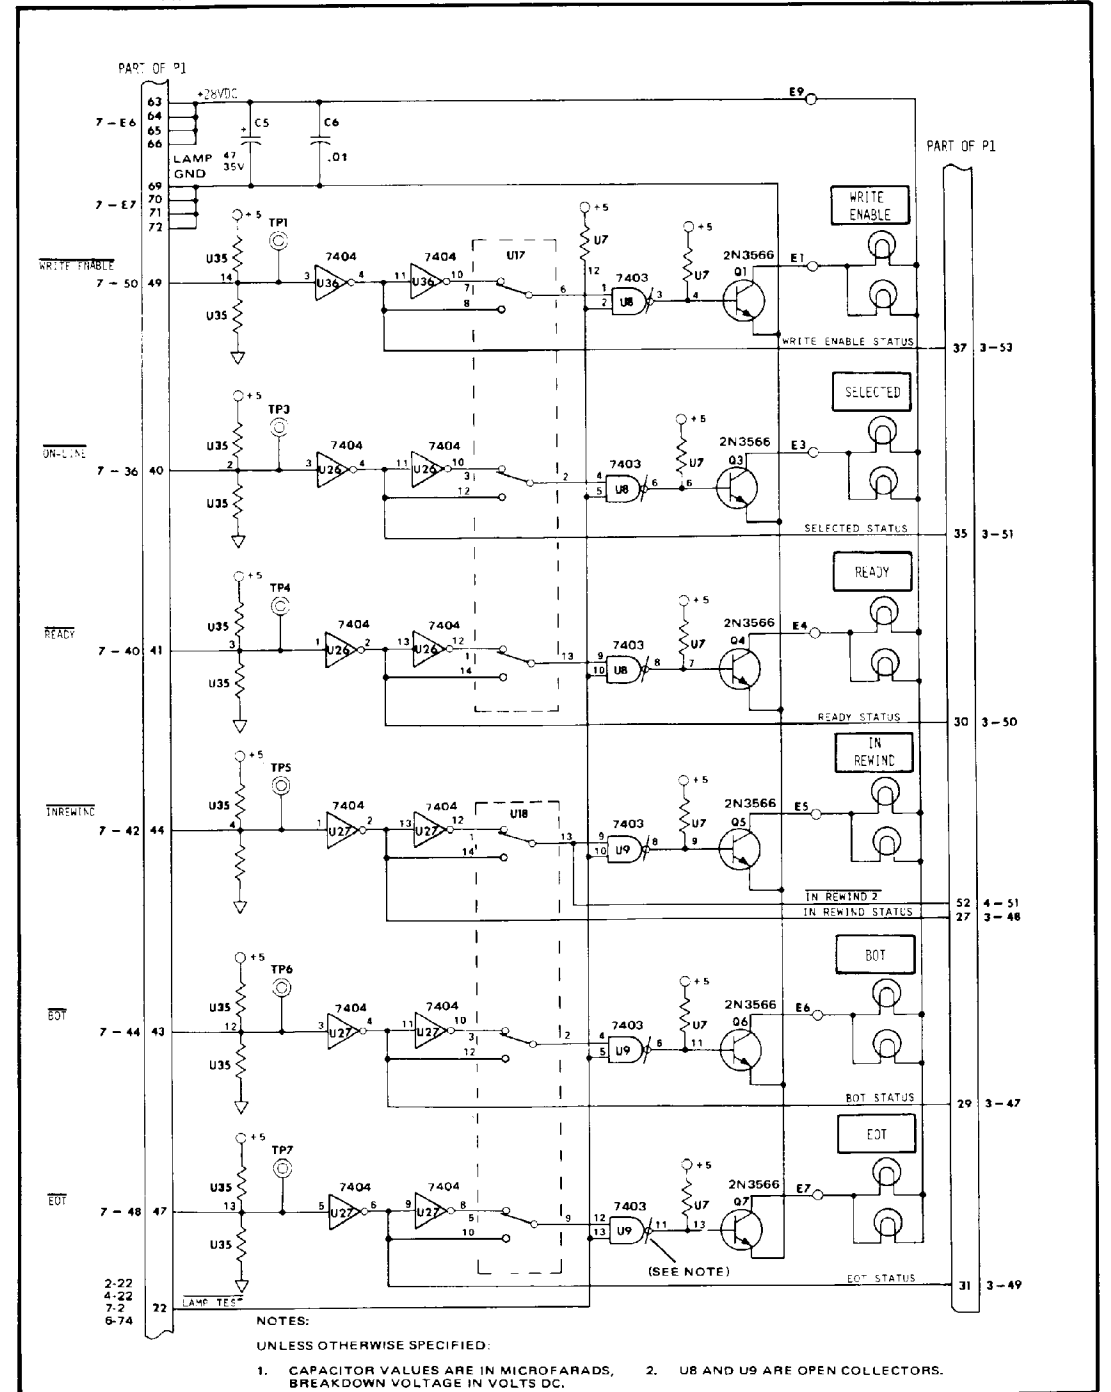 PART OF P1
63 +28VDC E9
64
7-E6 65 + C5 C6
66
LAMP GND 47 35V .01
PART OF P1
69
70
7-E7 71
72
+5 TP1 +5 U7 +5
WRITE ENABLE
U35 7404 7404 U17 12 7403 U7 2N3566 Q1 E1
WRITE ENABLE
7-50 49 14 3 U36 4 11 U36 10 7 8 6 1 2 U8 3 4
U35
WRITE ENABLE STATUS 37 3-53
+5 TP3 +5
SELECTED
ON-LINE
U35 7404 7404 7403 U7 2N3566 Q3 E3
7-36 40 2 3 U26 4 11 U26 10 3 12 2 4 5 U8 6 6
U35
SELECTED STATUS 35 3-51
+5 TP4 +5
READY
READY
U35 7404 7404 7403 U7 2N3566 Q4 E4
7-40 41 3 1 U26 2 13 U26 12 1 14 13 9 10 U8 8 7
U35
READY STATUS 30 3-50
+5 TP5 +5
IN REWIND
INREWIND
U35 7404 7404 U18 7403 U7 2N3566 Q5 E5
7-42 44 4 1 U27 2 13 U27 12 1 14 13 9 10 U9 8 9
IN REWIND 2 52 4-51
IN REWIND STATUS 27 3-48
+5 TP6 +5
BOT
BOT
U35 7404 7404 7403 U7 2N3566 Q6 E6
7-44 43 12 3 U27 4 11 U27 10 3 12 2 4 5 U9 6 11
U35
BOT STATUS 29 3-47
+5 TP7 +5
EOT
EOT
U35 7404 7404 7403 U7 2N3566 Q7 E7
7-48 47 13 5 U27 6 9 U27 8 5 10 9 12 13 U9 11 13
U35
(SEE NOTE)
EOT STATUS 31 3-49
2-22
4-22
7-2 22 LAMP TEST
6-74
NOTES:
UNLESS OTHERWISE SPECIFIED:
1. CAPACITOR VALUES ARE IN MICROFARADS, BREAKDOWN VOLTAGE IN VOLTS DC.
2. U8 AND U9 ARE OPEN COLLECTORS.